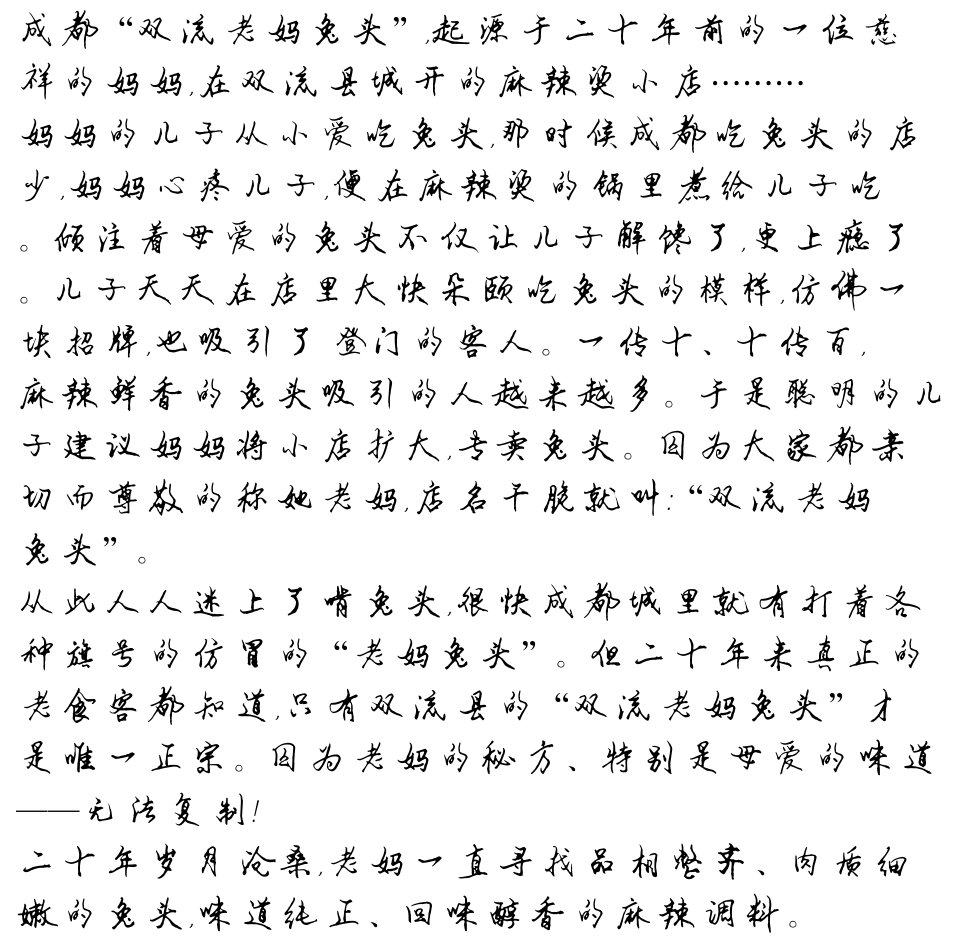 成都“双流老妈兔头”,起源于二十年前的一位慈
祥的妈妈,在双流县城开的麻辣烫小店………
妈妈的儿子从小爱吃兔头,那时候成都吃兔头的店
少,妈妈心疼儿子,便在麻辣烫的锅里煮给儿子吃
。倾注着母爱的兔头不仅让儿子解馋了,更上瘾了
。儿子天天在店里大快朵颐吃兔头的模样,仿佛一
块招牌,也吸引了登门的客人。一传十、十传百,
麻辣鲜香的兔头吸引的人越来越多。于是聪明的儿
子建议妈妈将小店扩大,专卖兔头。因为大家都亲
切而尊敬的称她老妈,店名干脆就叫:“双流老妈
兔头”。
从此人人迷上了啃兔头,很快成都城里就有打着各
种旗号的仿冒的“老妈兔头”。但二十年来真正的
老食客都知道,只有双流县的“双流老妈兔头”才
是唯一正宗。因为老妈的秘方、特别是母爱的味道
——无法复制!
二十年岁月沧桑,老妈一直寻找品相整齐、肉质细
嫩的兔头,味道纯正、回味醇香的麻辣调料。